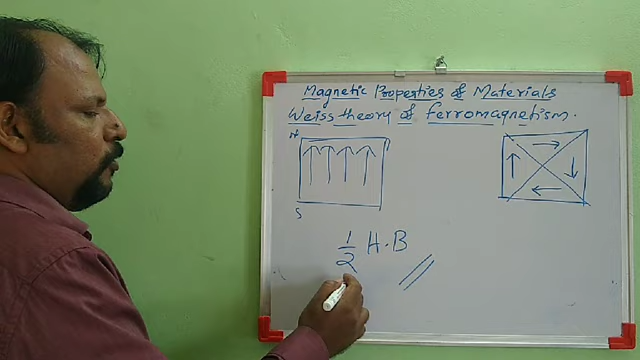 Magnetic Properties of Materials
Weiss theory of ferromagnetism.
N
S
1/2 H.B